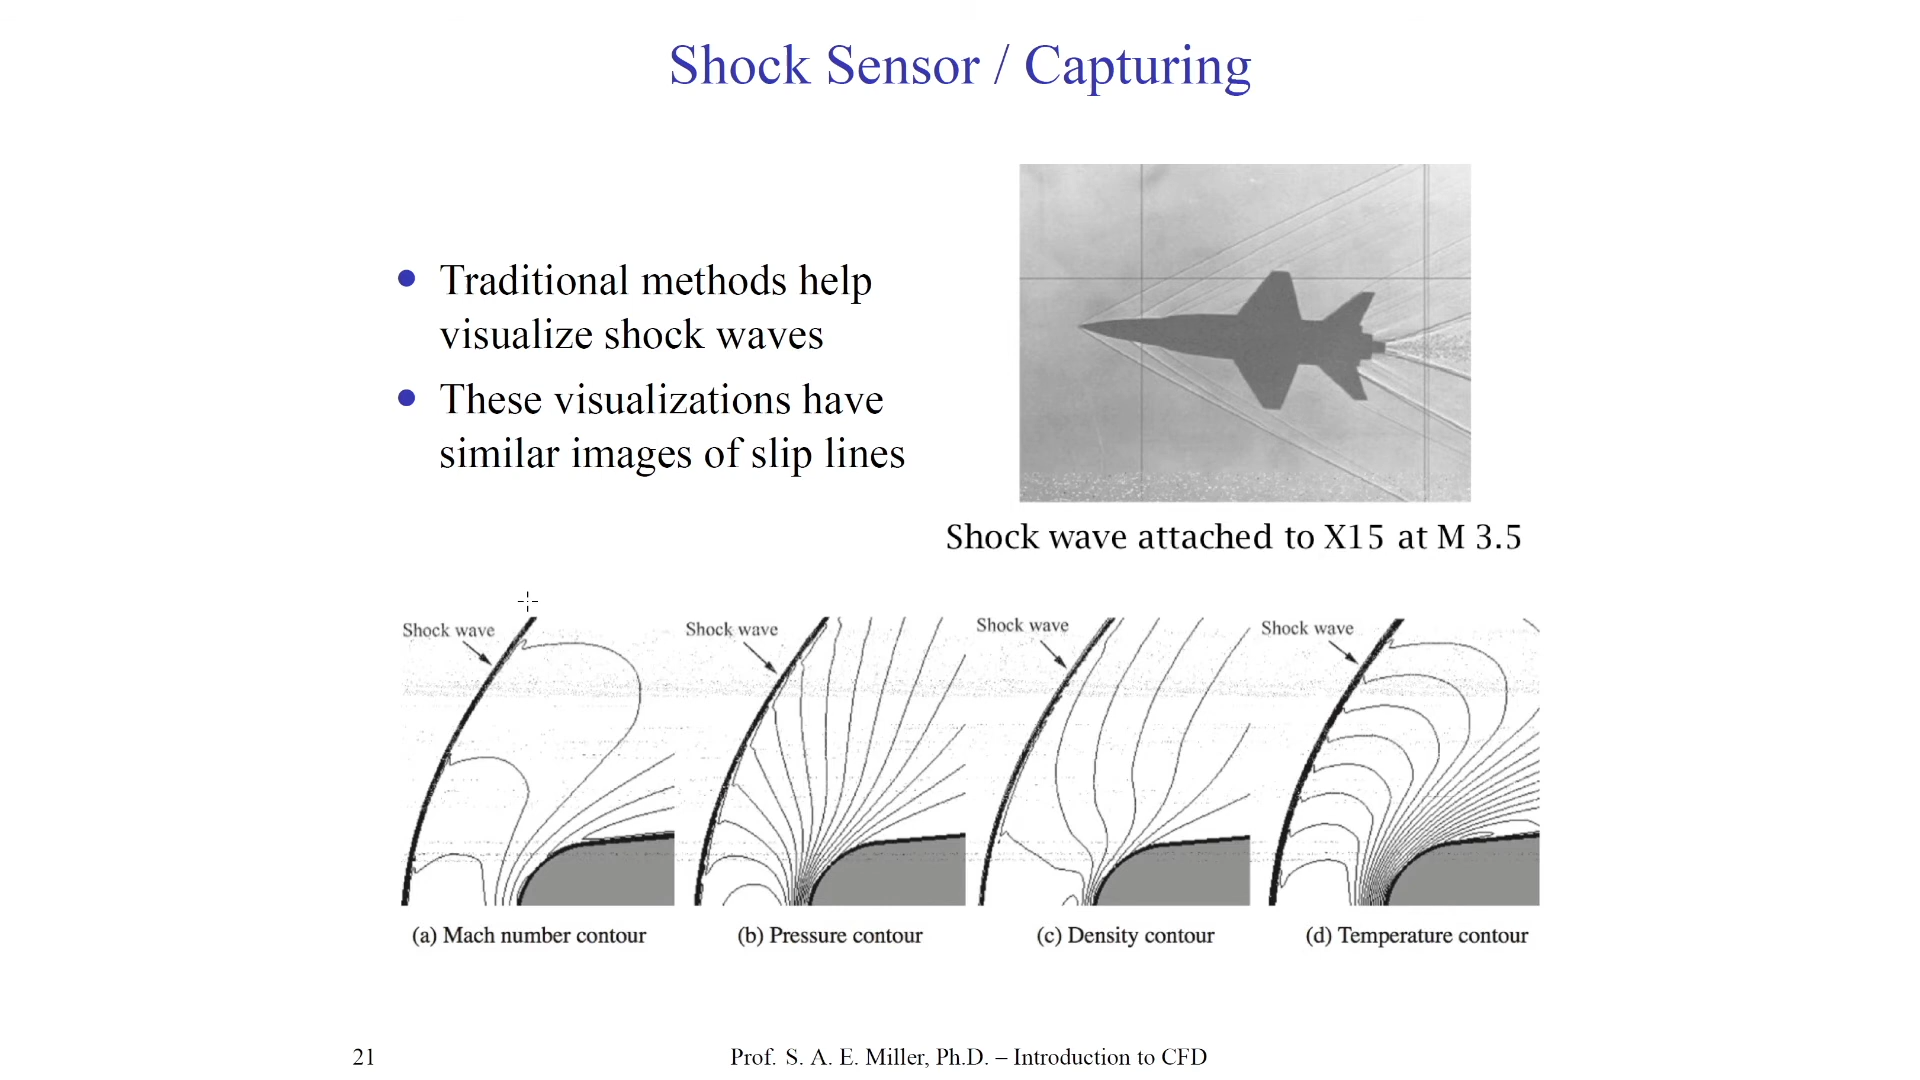 Shock Sensor / Capturing
Traditional methods help
visualize shock waves
These visualizations have
similar images of slip lines
Shock wave attached to X15 at M 3.5
Shock wave
Shock wave
Shock wave
Shock wave
(a) Mach number contour
(b) Pressure contour
(c) Density contour
(d) Temperature contour
21
Prof. S. A. E. Miller, Ph.D. – Introduction to CFD